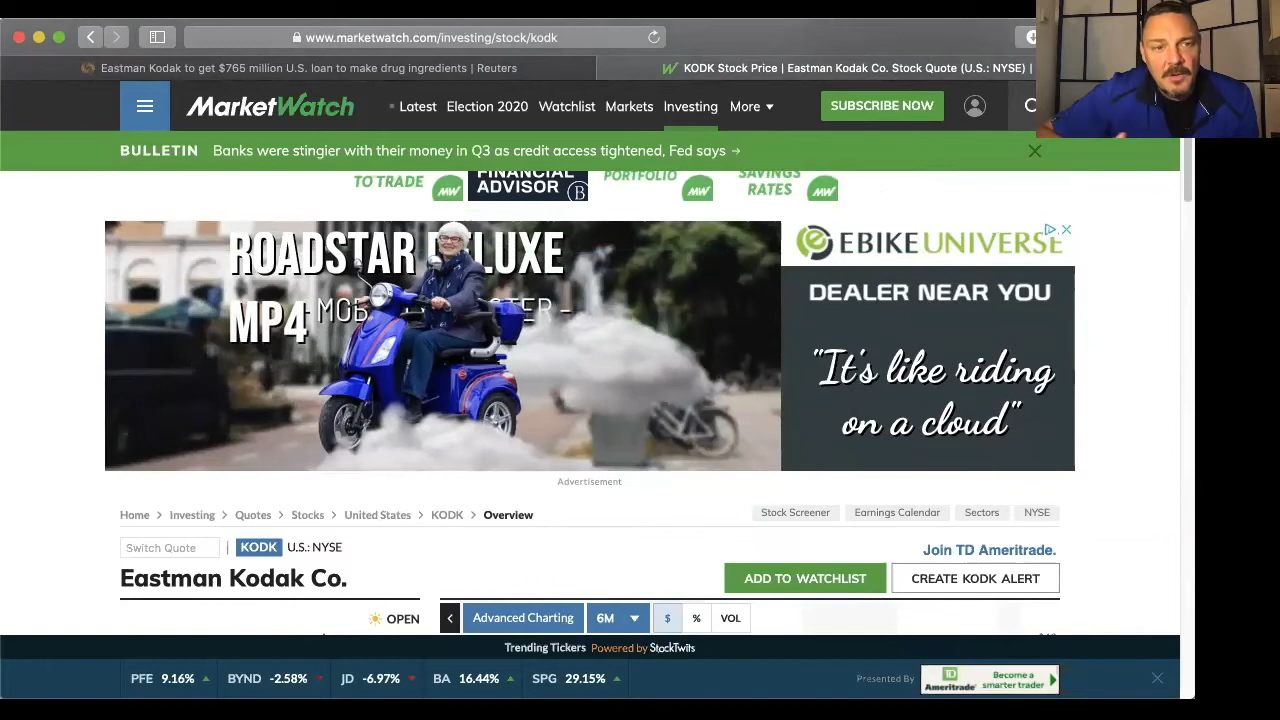 www.marketwatch.com/investing/stock/kodk
Eastman Kodak to get $765 million U.S. loan to make drug ingredients | Reuters
KODK Stock Price | Eastman Kodak Co. Stock Quote (U.S.: NYSE) |
MarketWatch
Latest Election 2020 Watchlist Markets Investing More
SUBSCRIBE NOW
BULLETIN Banks were stingier with their money in Q3 as credit access tightened, Fed says →
TO TRADE
FINANCIAL
ADVISOR
PORTFOLIO
SAVINGS
RATES
ROADSTAR DELUXE
MP4
EBIKEUNIVERSE
DEALER NEAR YOU
"It's like riding
on a cloud"
Advertisement
Home > Investing > Quotes > Stocks > United States > KODK > Overview
Stock Screener Earnings Calendar Sectors NYSE
Switch Quote | KODK U.S.: NYSE
Join TD Ameritrade.
Eastman Kodak Co.
ADD TO WATCHLIST CREATE KODK ALERT
OPEN
Advanced Charting 6M $ % VOL
Trending Tickers Powered by StockTwits
PFE 9.16% BYND -2.58% JD -6.97% BA 16.44% SPG 29.15%
Presented By
TD Ameritrade Become a smarter trader